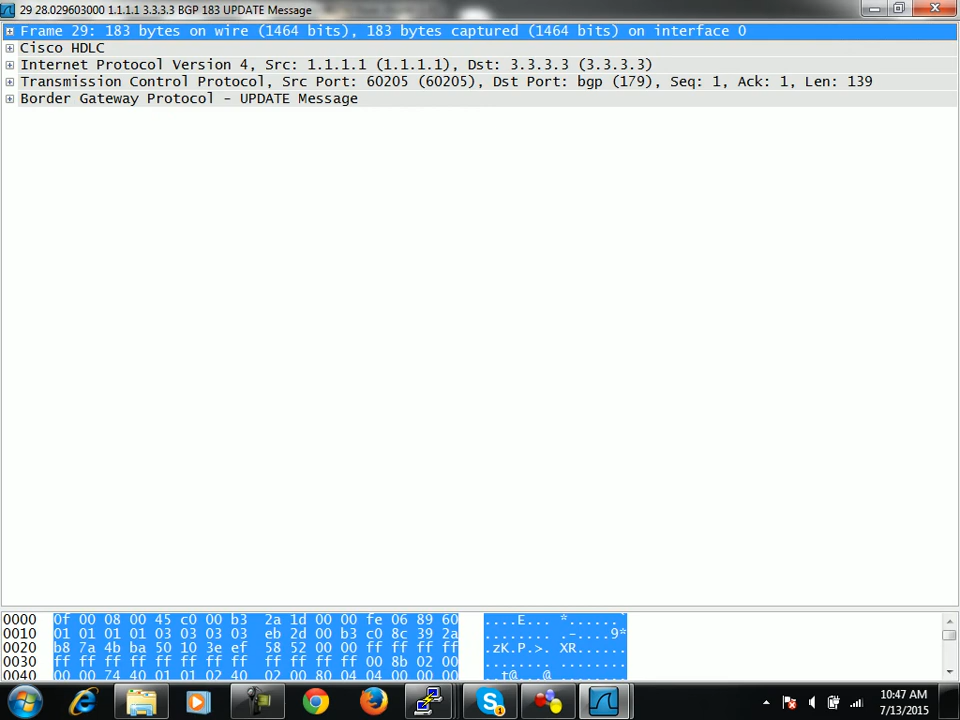 29 28.029603000 1.1.1.1 3.3.3.3 BGP 183 UPDATE Message
Frame 29: 183 bytes on wire (1464 bits), 183 bytes captured (1464 bits) on interface 0
Cisco HDLC
Internet Protocol Version 4, Src: 1.1.1.1 (1.1.1.1), Dst: 3.3.3.3 (3.3.3.3)
Transmission Control Protocol, Src Port: 60205 (60205), Dst Port: bgp (179), Seq: 1, Ack: 1, Len: 139
Border Gateway Protocol - UPDATE Message
0000 0f 00 08 00 45 c0 00 b3 2a 1d 00 00 fe 06 89 60 ....E... *......`
0010 01 01 01 01 03 03 03 03 eb 2d 00 b3 c0 8c 39 2a ........ .-....9*
0020 b8 7a 4b ba 50 10 3e ef 58 52 00 00 ff ff ff ff .zK.P.>. XR......
0030 ff ff ff ff ff ff ff ff ff ff ff ff 00 8b 02 00 ........ ........
0040 00 00 74 40 01 01 02 40 02 00 80 04 04 00 00 00 ..t@...@ ........
10:47 AM
7/13/2015